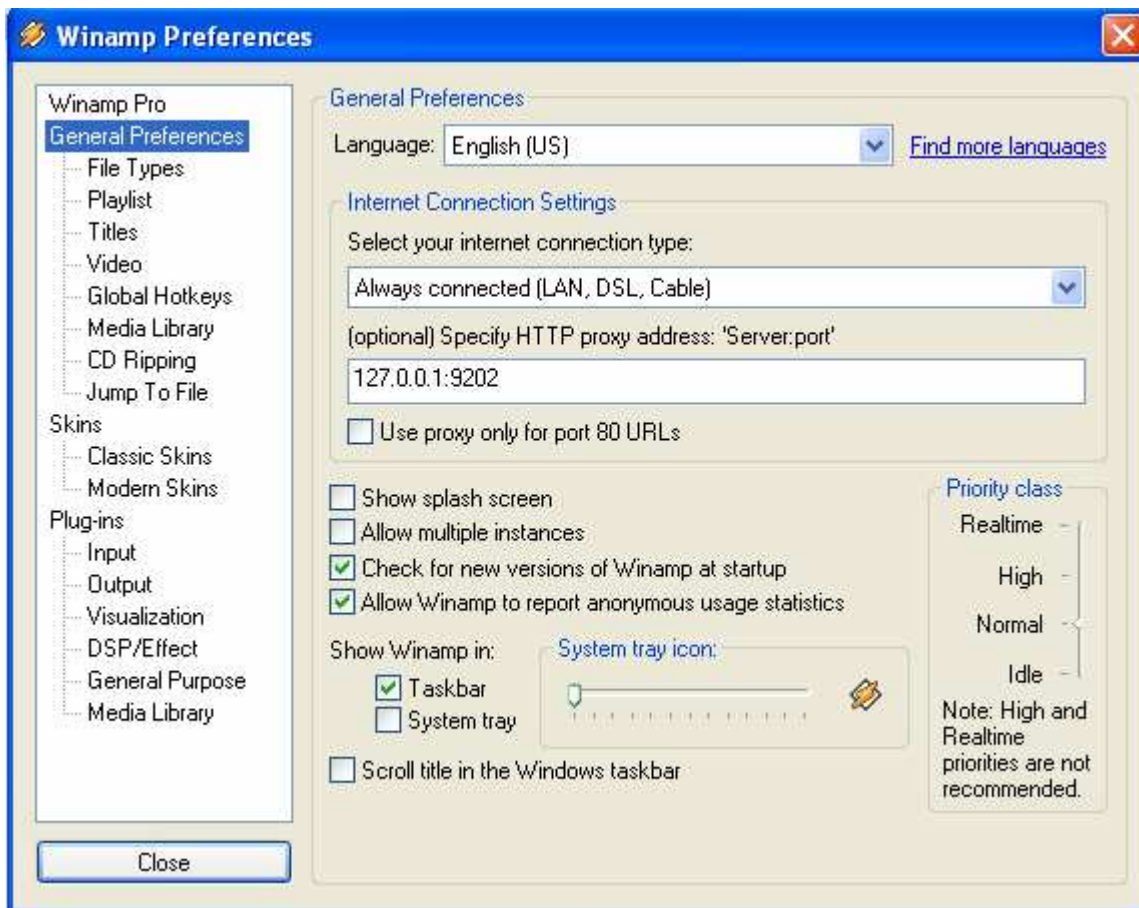 Winamp Preferences
Winamp Pro
General Preferences
File Types
Playlist
Titles
Video
Global Hotkeys
Media Library
CD Ripping
Jump To File
Skins
Classic Skins
Modern Skins
Plug-ins
Input
Output
Visualization
DSP/Effect
General Purpose
Media Library
Close
General Preferences
Language: English (US) Find more languages
Internet Connection Settings
Select your internet connection type:
Always connected (LAN, DSL, Cable)
(optional) Specify HTTP proxy address: 'Server:port'
127.0.0.1:9202
Use proxy only for port 80 URLs
Show splash screen
Allow multiple instances
Check for new versions of Winamp at startup
Allow Winamp to report anonymous usage statistics
Show Winamp in:
Taskbar
System tray
System tray icon:
Scroll title in the Windows taskbar
Priority class
Realtime
High
Normal
Idle
Note: High and
Realtime
priorities are not
recommended.